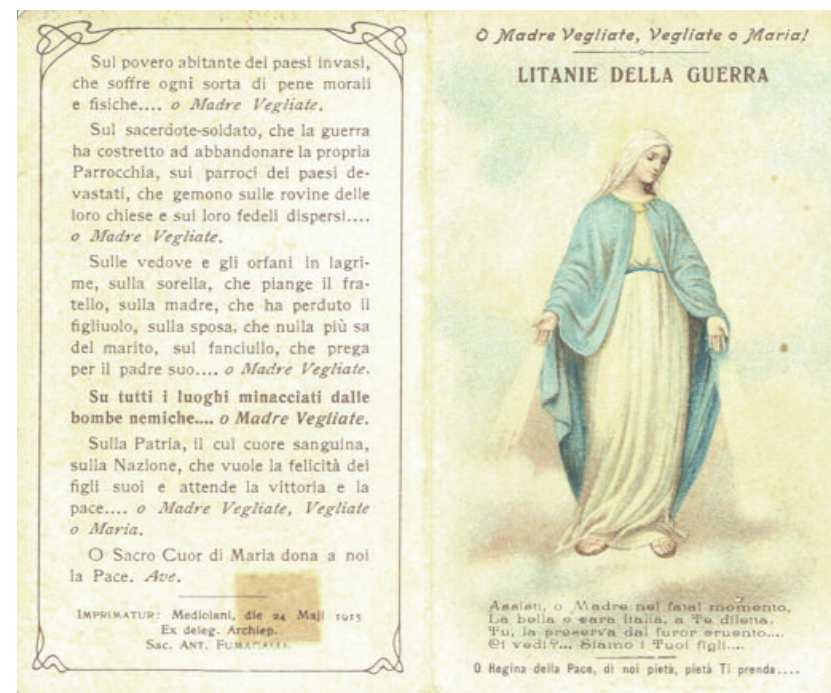 Sul povero abitante dei paesi invasi,
che soffre ogni sorta di pene morali
e fisiche.... o Madre Vegliate.
Sul sacerdote-soldato, che la guerra
ha costretto ad abbandonare la propria
Parrocchia, sui parroci dei paesi de-
vastati, che gemono sulle rovine delle
loro chiese e sui loro fedeli dispersi....
o Madre Vegliate.
Sulle vedove e gli orfani in lagri-
me, sulla sorella, che piange il fra-
tello, sulla madre, che ha perduto il
figliuolo, sulla sposa, che nulla più sa
del marito, sul fanciullo, che prega
per il padre suo.... o Madre Vegliate.
Su tutti i luoghi minacciati dalle
bombe nemiche.... o Madre Vegliate.
Sulla Patria, il cui cuore sanguina,
sulla Nazione, che vuole la felicità dei
figli suoi e attende la vittoria e la
pace.... o Madre Vegliate, Vegliate
o Maria.
O Sacro Cuor di Maria dona a noi
la Pace. Ave.
IMPRIMATUR: Mediolani, die 24 Maji 1915
Ex deleg. Archiep.
Sac. ANT. FUMAGALLI
O Madre Vegliate, Vegliate o Maria!
LITANIE DELLA GUERRA
Assisti, o Madre nel fatal momento,
La bella e cara Italia, a Te diletta.
Tu, la preserva dal furor cruento....
Ci vedi?... Siamo i Tuoi figli....
O Regina della Pace, di noi pietà, pietà Ti prenda....